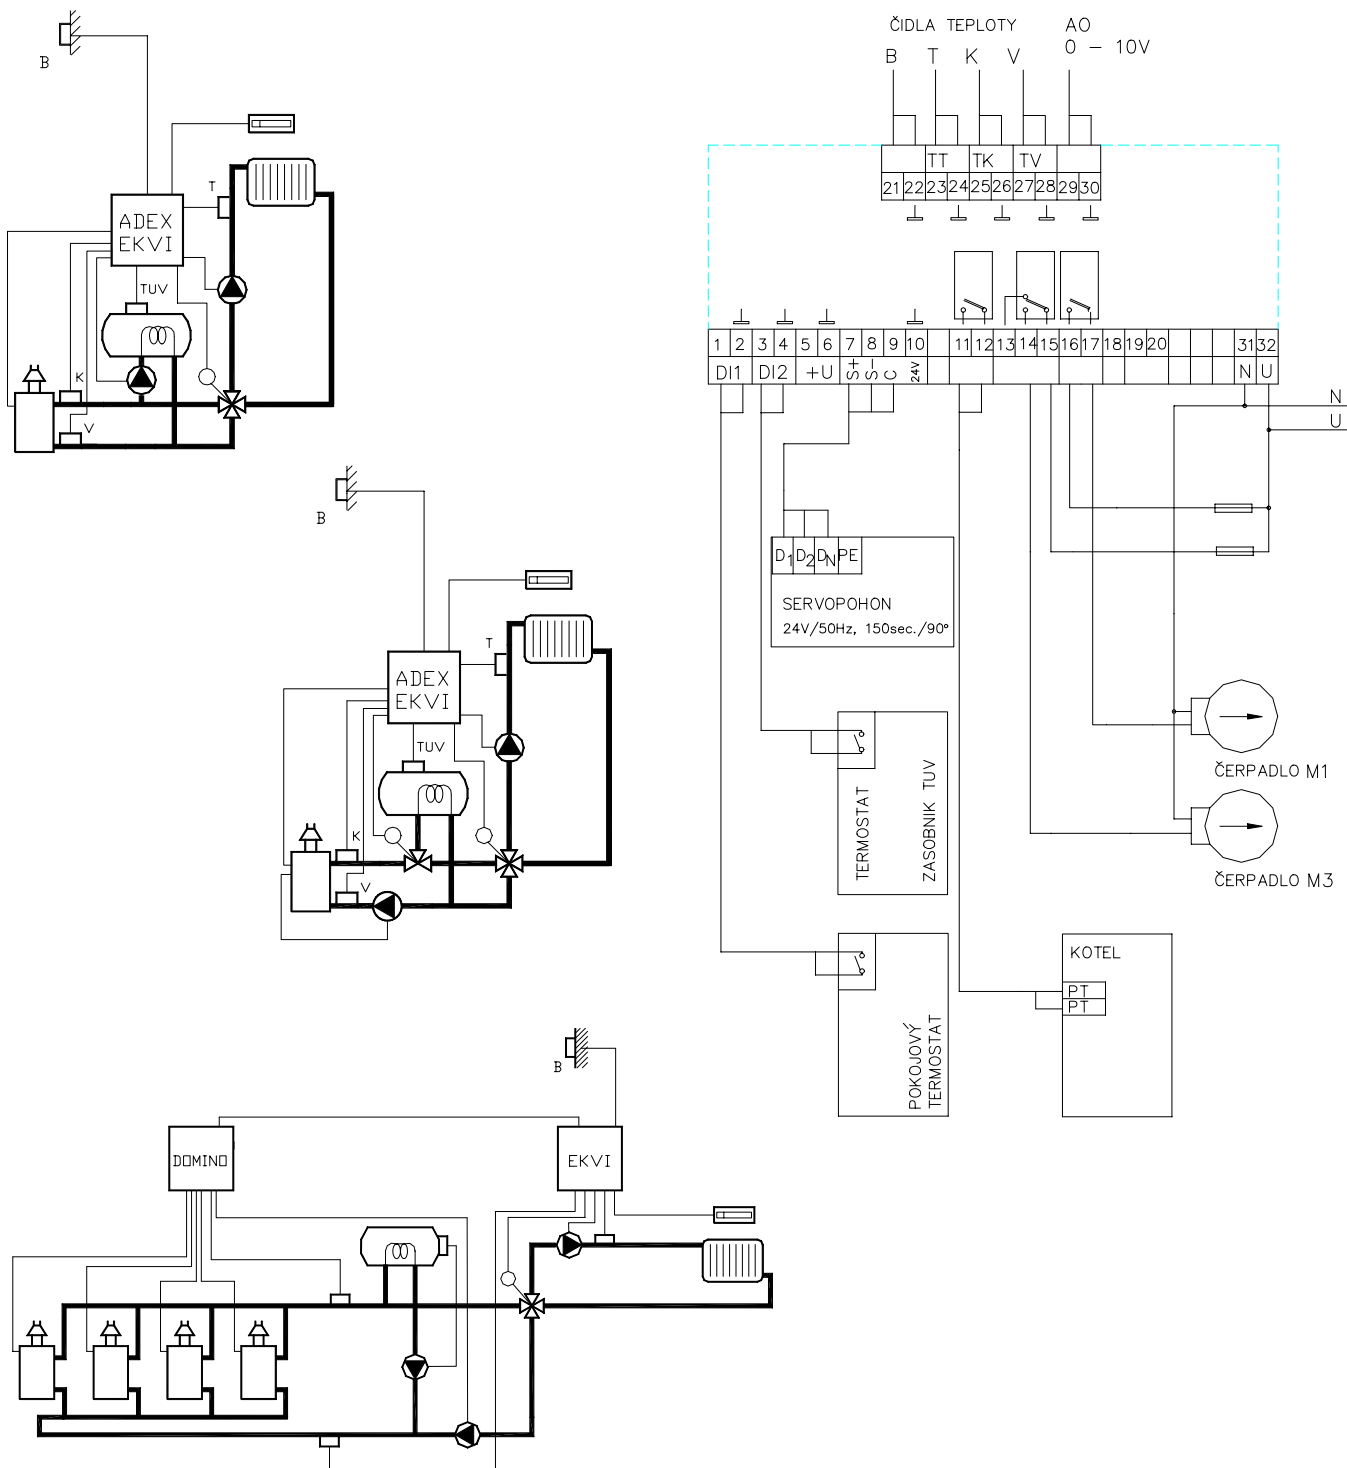 B
ADEX
EKVI
T
TUV
K
V
B
ADEX
EKVI
T
TUV
K
V
B
DOMINO
EKVI
ČIDLA TEPLOTY
AO
0 - 10V
B T K V
TT TK TV
21 22 23 24 25 26 27 28 29 30
1 2 3 4 5 6 7 8 9 10 11 12 13 14 15 16 17 18 19 20 31 32
DI1 DI2 +U S+ S- C 24V N U
N
U
D1 D2 DN PE
SERVOPOHON
24V/50Hz, 150sec./90°
TERMOSTAT
ZASOBNIK TUV
ČERPADLO M1
ČERPADLO M3
POKOJOVÝ
TERMOSTAT
KOTEL
PT
PT